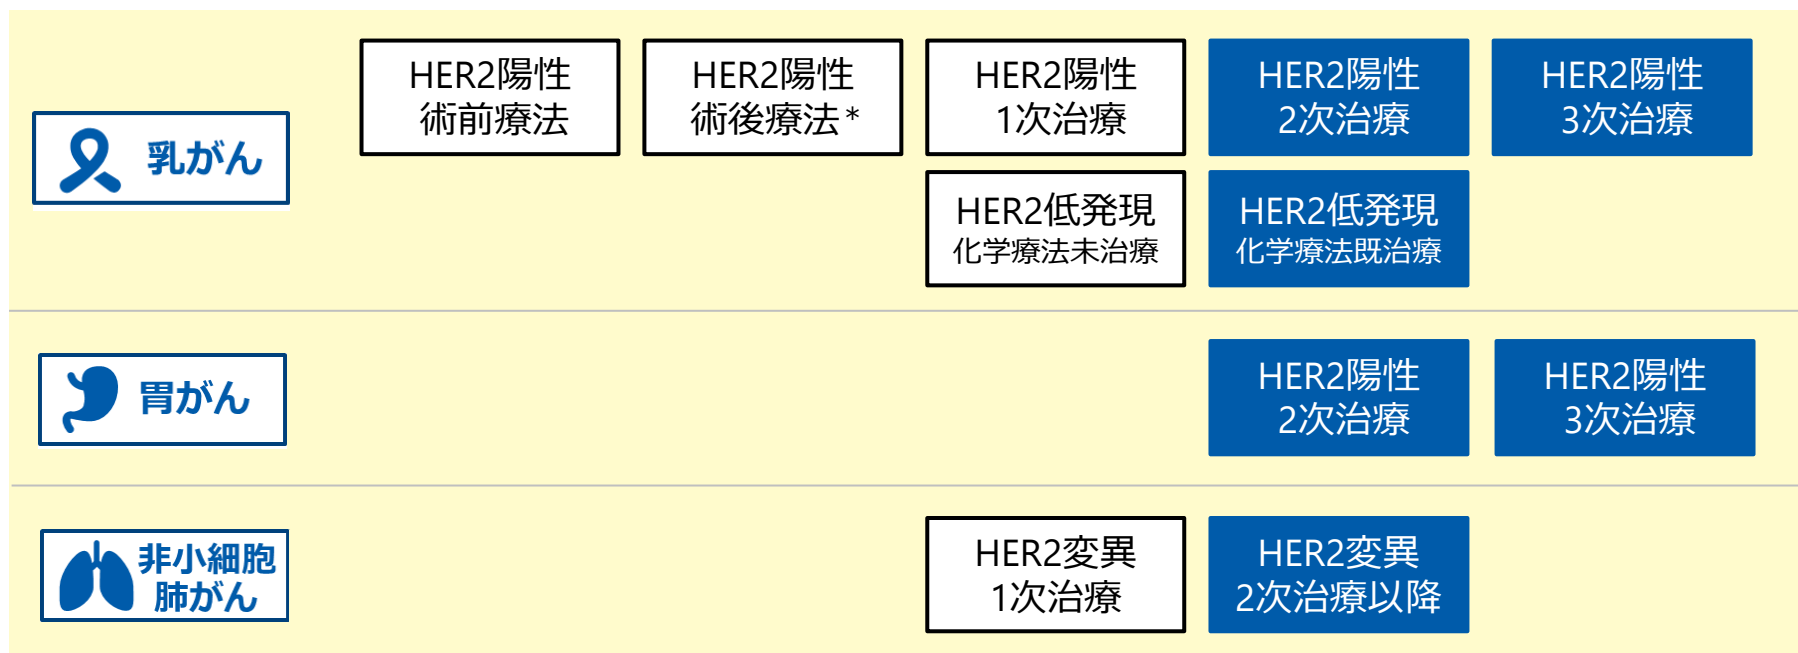 乳がん
HER2陽性
術前療法
HER2陽性
術後療法*
HER2陽性
1次治療
HER2陽性
2次治療
HER2陽性
3次治療
HER2低発現
化学療法未治療
HER2低発現
化学療法既治療
胃がん
HER2陽性
2次治療
HER2陽性
3次治療
非小細胞
肺がん
HER2変異
1次治療
HER2変異
2次治療以降